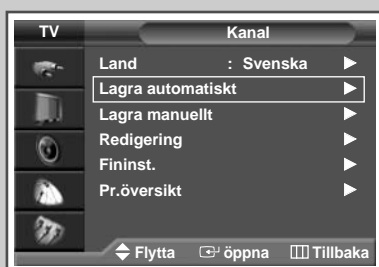 TV Kanal
Land : Svenska
Lagra automatiskt
Lagra manuellt
Redigering
Fininst.
Pr.översikt
Flytta öppna Tillbaka